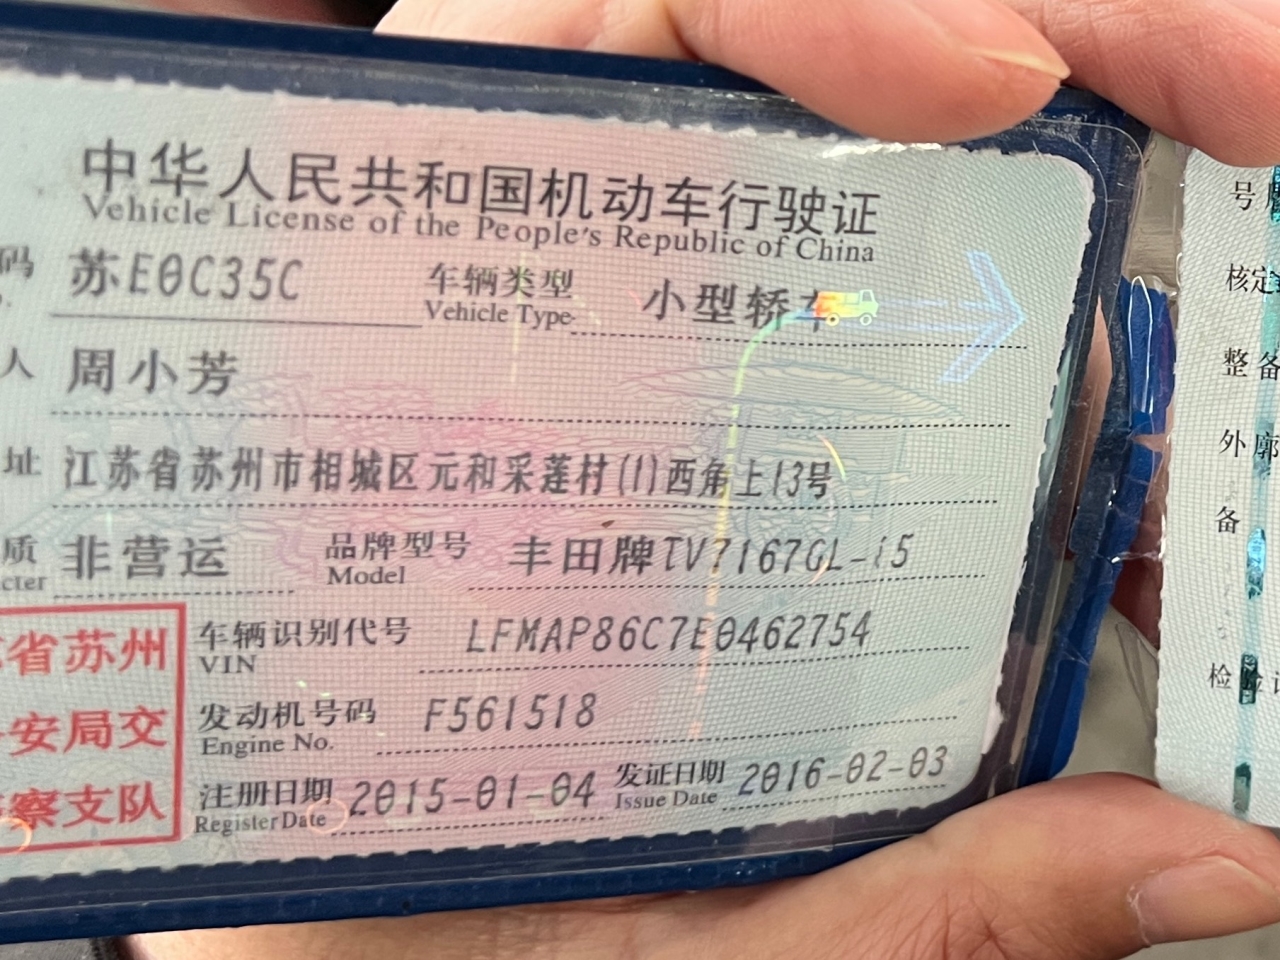 中华人民共和国机动车行驶证
Vehicle License of the People's Republic of China
码 苏E0C35C 车辆类型 小型轿车
Vehicle Type
人 周小芳
址 江苏省苏州市相城区元和采莲村(1)西角上13号
质 非营运 品牌型号 丰田牌TV7167GL-i5
cter Model
省苏州 车辆识别代号 LFMAP86C7E0462754
VIN
安局交 发动机号码 F561518
Engine No.
察支队 注册日期 2015-01-04 发证日期 2016-02-03
Register Date Issue Date
号
核定
整备
外廓
备
检验